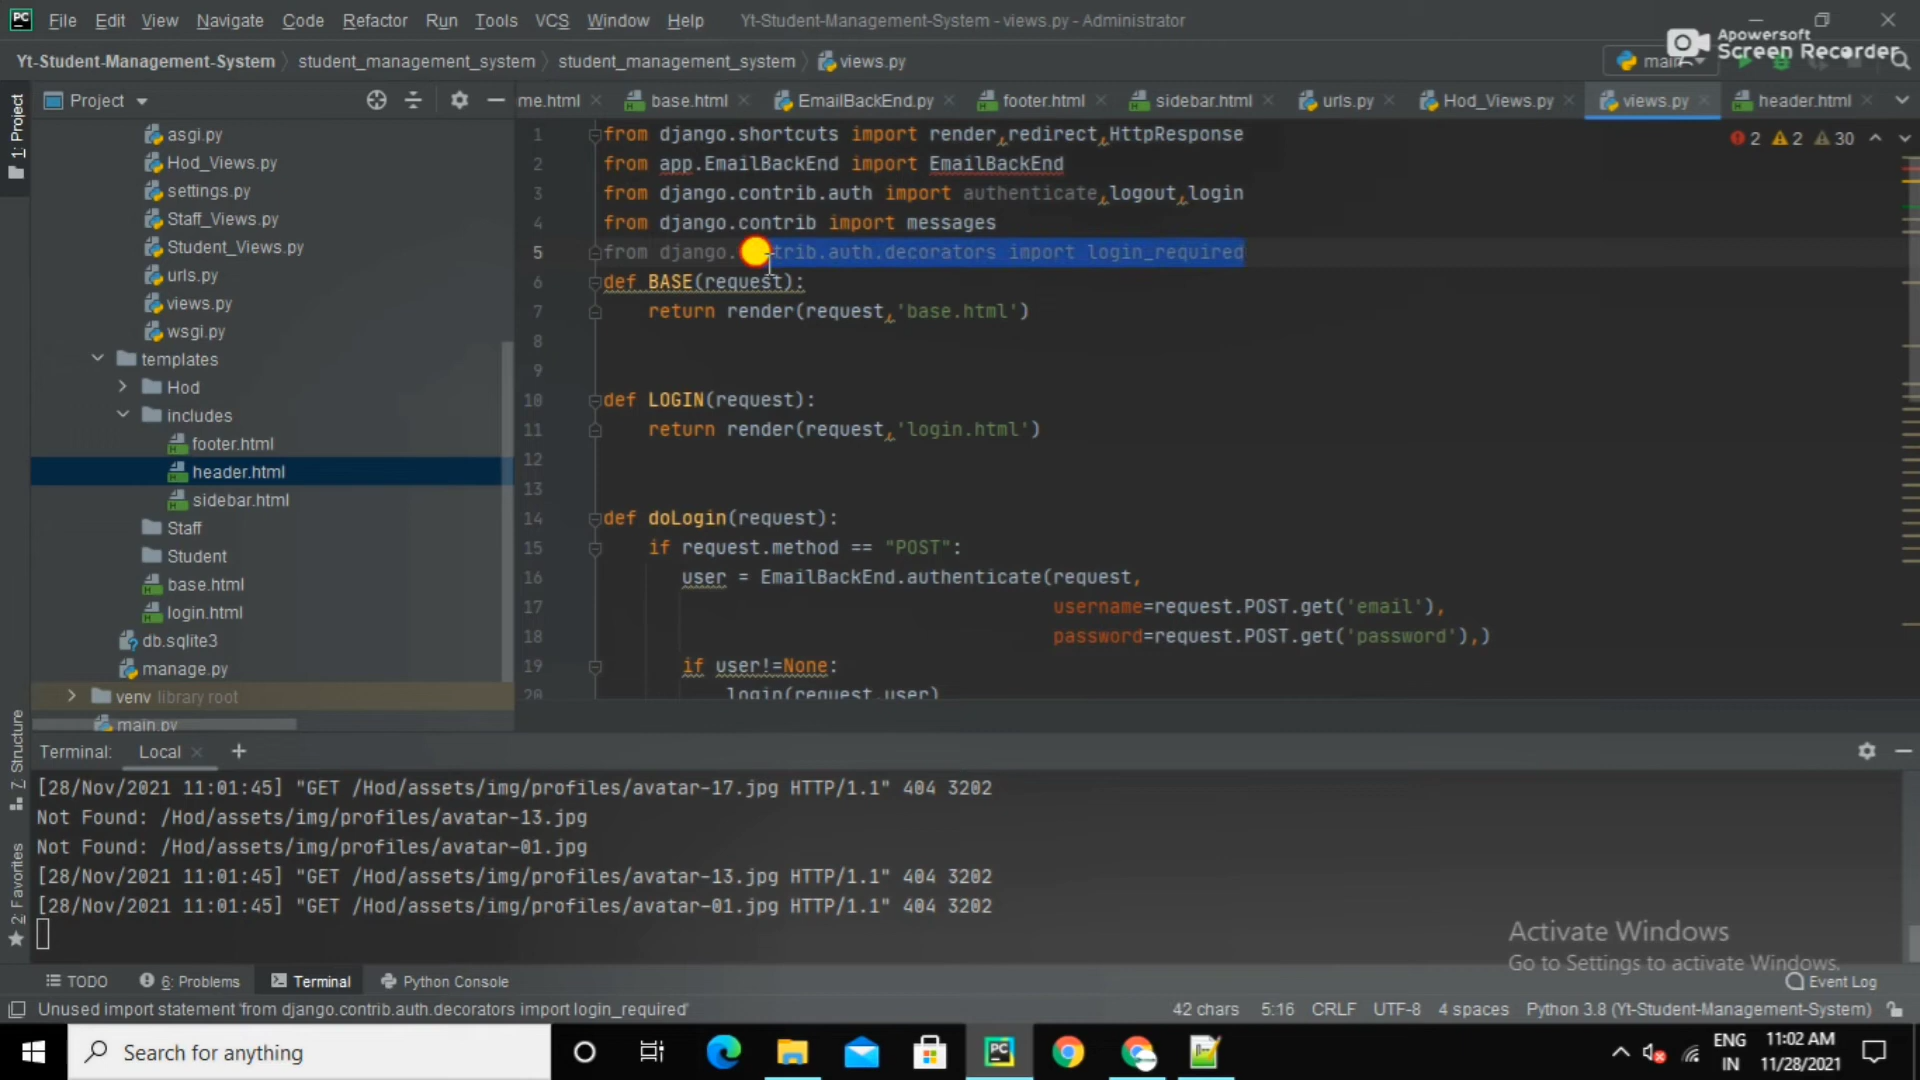 PC File Edit View Navigate Code Refactor Run Tools VCS Window Help Yt-Student-Management-System - views.py - Administrator
Apowersoft
Screen Recorder
Yt-Student-Management-System student_management_system student_management_system views.py main
1: Project
Project
me.html base.html EmailBackEnd.py footer.html sidebar.html urls.py Hod_Views.py views.py header.html
asgi.py
Hod_Views.py
settings.py
Staff_Views.py
Student_Views.py
urls.py
views.py
wsgi.py
templates
Hod
includes
footer.html
header.html
sidebar.html
Staff
Student
base.html
login.html
db.sqlite3
manage.py
venv library root
main.py
2 2 30
1 from django.shortcuts import render,redirect,HttpResponse
2 from app.EmailBackEnd import EmailBackEnd
3 from django.contrib.auth import authenticate,logout,login
4 from django.contrib import messages
5 from django. trib.auth.decorators import login_required
6 def BASE(request):
7 return render(request,'base.html')
8
9
10 def LOGIN(request):
11 return render(request,'login.html')
12
13
14 def doLogin(request):
15 if request.method == "POST":
16 user = EmailBackEnd.authenticate(request,
17 username=request.POST.get('email'),
18 password=request.POST.get('password'),)
19 if user!=None:
20 login(request,user)
7: Structure
2: Favorites
Terminal: Local +
[28/Nov/2021 11:01:45] "GET /Hod/assets/img/profiles/avatar-17.jpg HTTP/1.1" 404 3202
Not Found: /Hod/assets/img/profiles/avatar-13.jpg
Not Found: /Hod/assets/img/profiles/avatar-01.jpg
[28/Nov/2021 11:01:45] "GET /Hod/assets/img/profiles/avatar-13.jpg HTTP/1.1" 404 3202
[28/Nov/2021 11:01:45] "GET /Hod/assets/img/profiles/avatar-01.jpg HTTP/1.1" 404 3202
Activate Windows
Go to Settings to activate Windows.
TODO 6: Problems Terminal Python Console Event Log
Unused import statement 'from django.contrib.auth.decorators import login_required' 42 chars 5:16 CRLF UTF-8 4 spaces Python 3.8 (Yt-Student-Management-System)
Search for anything
PC
ENG
IN
11:02 AM
11/28/2021